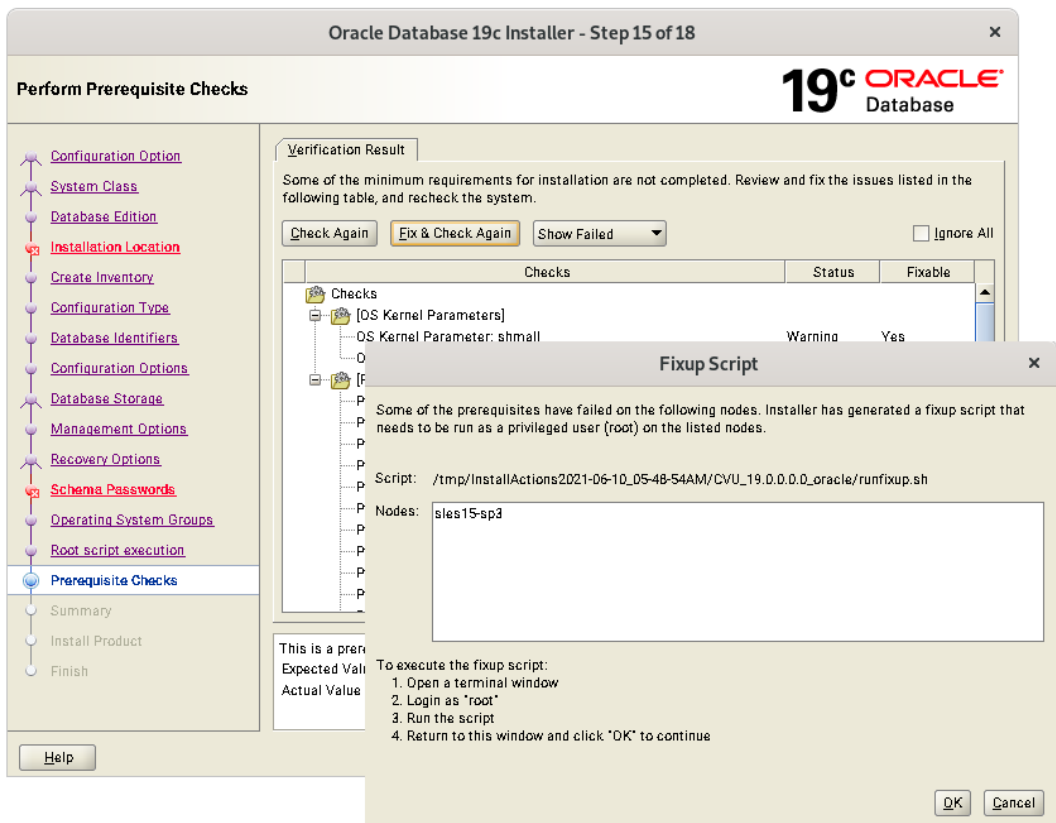 Oracle Database 19c Installer - Step 15 of 18
Perform Prerequisite Checks
19c ORACLE
Database
Configuration Option
System Class
Database Edition
Installation Location
Create Inventory
Configuration Type
Database Identifiers
Configuration Options
Database Storage
Management Options
Recovery Options
Schema Passwords
Operating System Groups
Root script execution
Prerequisite Checks
Summary
Install Product
Finish
Help
Verification Result
Some of the minimum requirements for installation are not completed. Review and fix the issues listed in the
following table, and recheck the system.
Check Again Fix & Check Again Show Failed Ignore All
Checks Status Fixable
Checks
[OS Kernel Parameters]
OS Kernel Parameter: shmall Warning Yes
This is a prere
Expected Val
Actual Value
Fixup Script
Some of the prerequisites have failed on the following nodes. Installer has generated a fixup script that
needs to be run as a privileged user (root) on the listed nodes.
Script: /tmp/InstallActions2021-06-10_05-48-54AM/CVU_19.0.0.0.0_oracle/runfixup.sh
Nodes: sles15-sp3
To execute the fixup script:
1. Open a terminal window
2. Login as "root"
3. Run the script
4. Return to this window and click "OK" to continue
OK Cancel